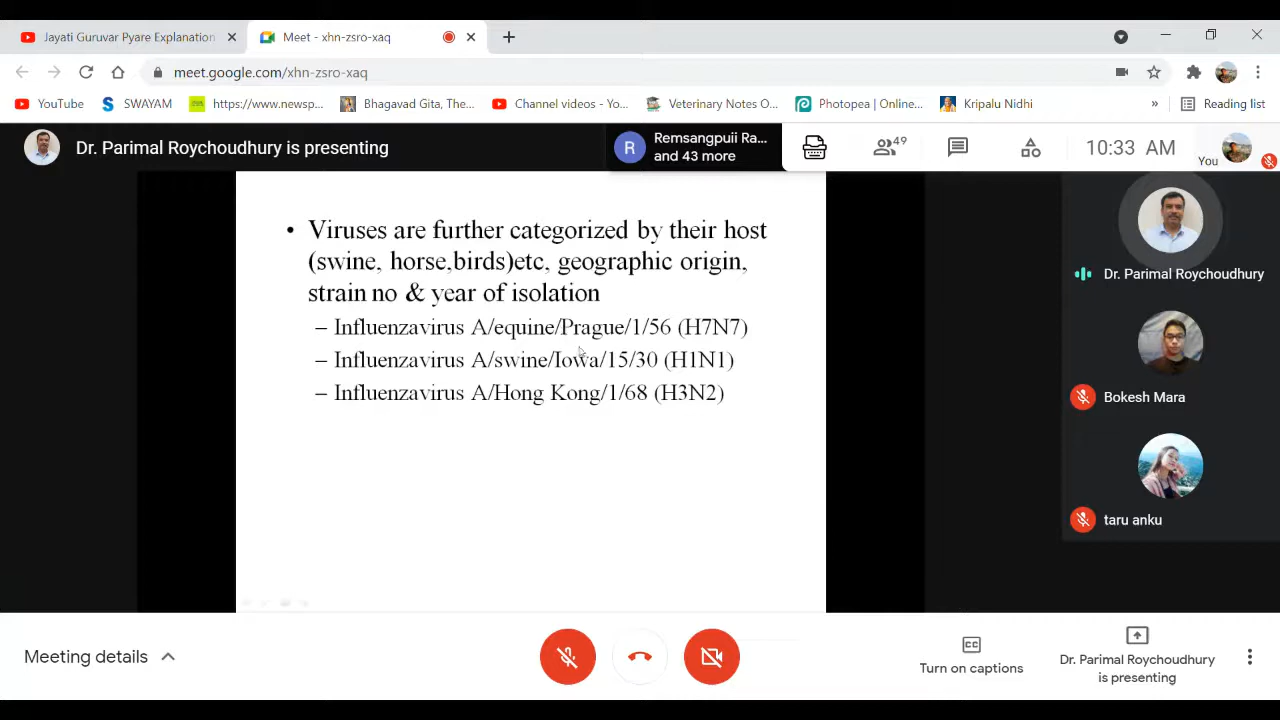 Jayati Guruvar Pyare Explanation
Meet - xhn-zsro-xaq
meet.google.com/xhn-zsro-xaq
YouTube
SWAYAM
https://www.newsp...
Bhagavad Gita, The...
Channel videos - Yo...
Veterinary Notes O...
Photopea | Online...
Kripalu Nidhi
»
Reading list
Dr. Parimal Roychoudhury is presenting
R
Remsangpuii Ra...
and 43 more
49
10:33 AM
You
• Viruses are further categorized by their host
(swine, horse,birds)etc, geographic origin,
strain no & year of isolation
– Influenzavirus A/equine/Prague/1/56 (H7N7)
– Influenzavirus A/swine/Iowa/15/30 (H1N1)
– Influenzavirus A/Hong Kong/1/68 (H3N2)
Dr. Parimal Roychoudhury
Bokesh Mara
taru anku
Meeting details
CC
Turn on captions
Dr. Parimal Roychoudhury
is presenting